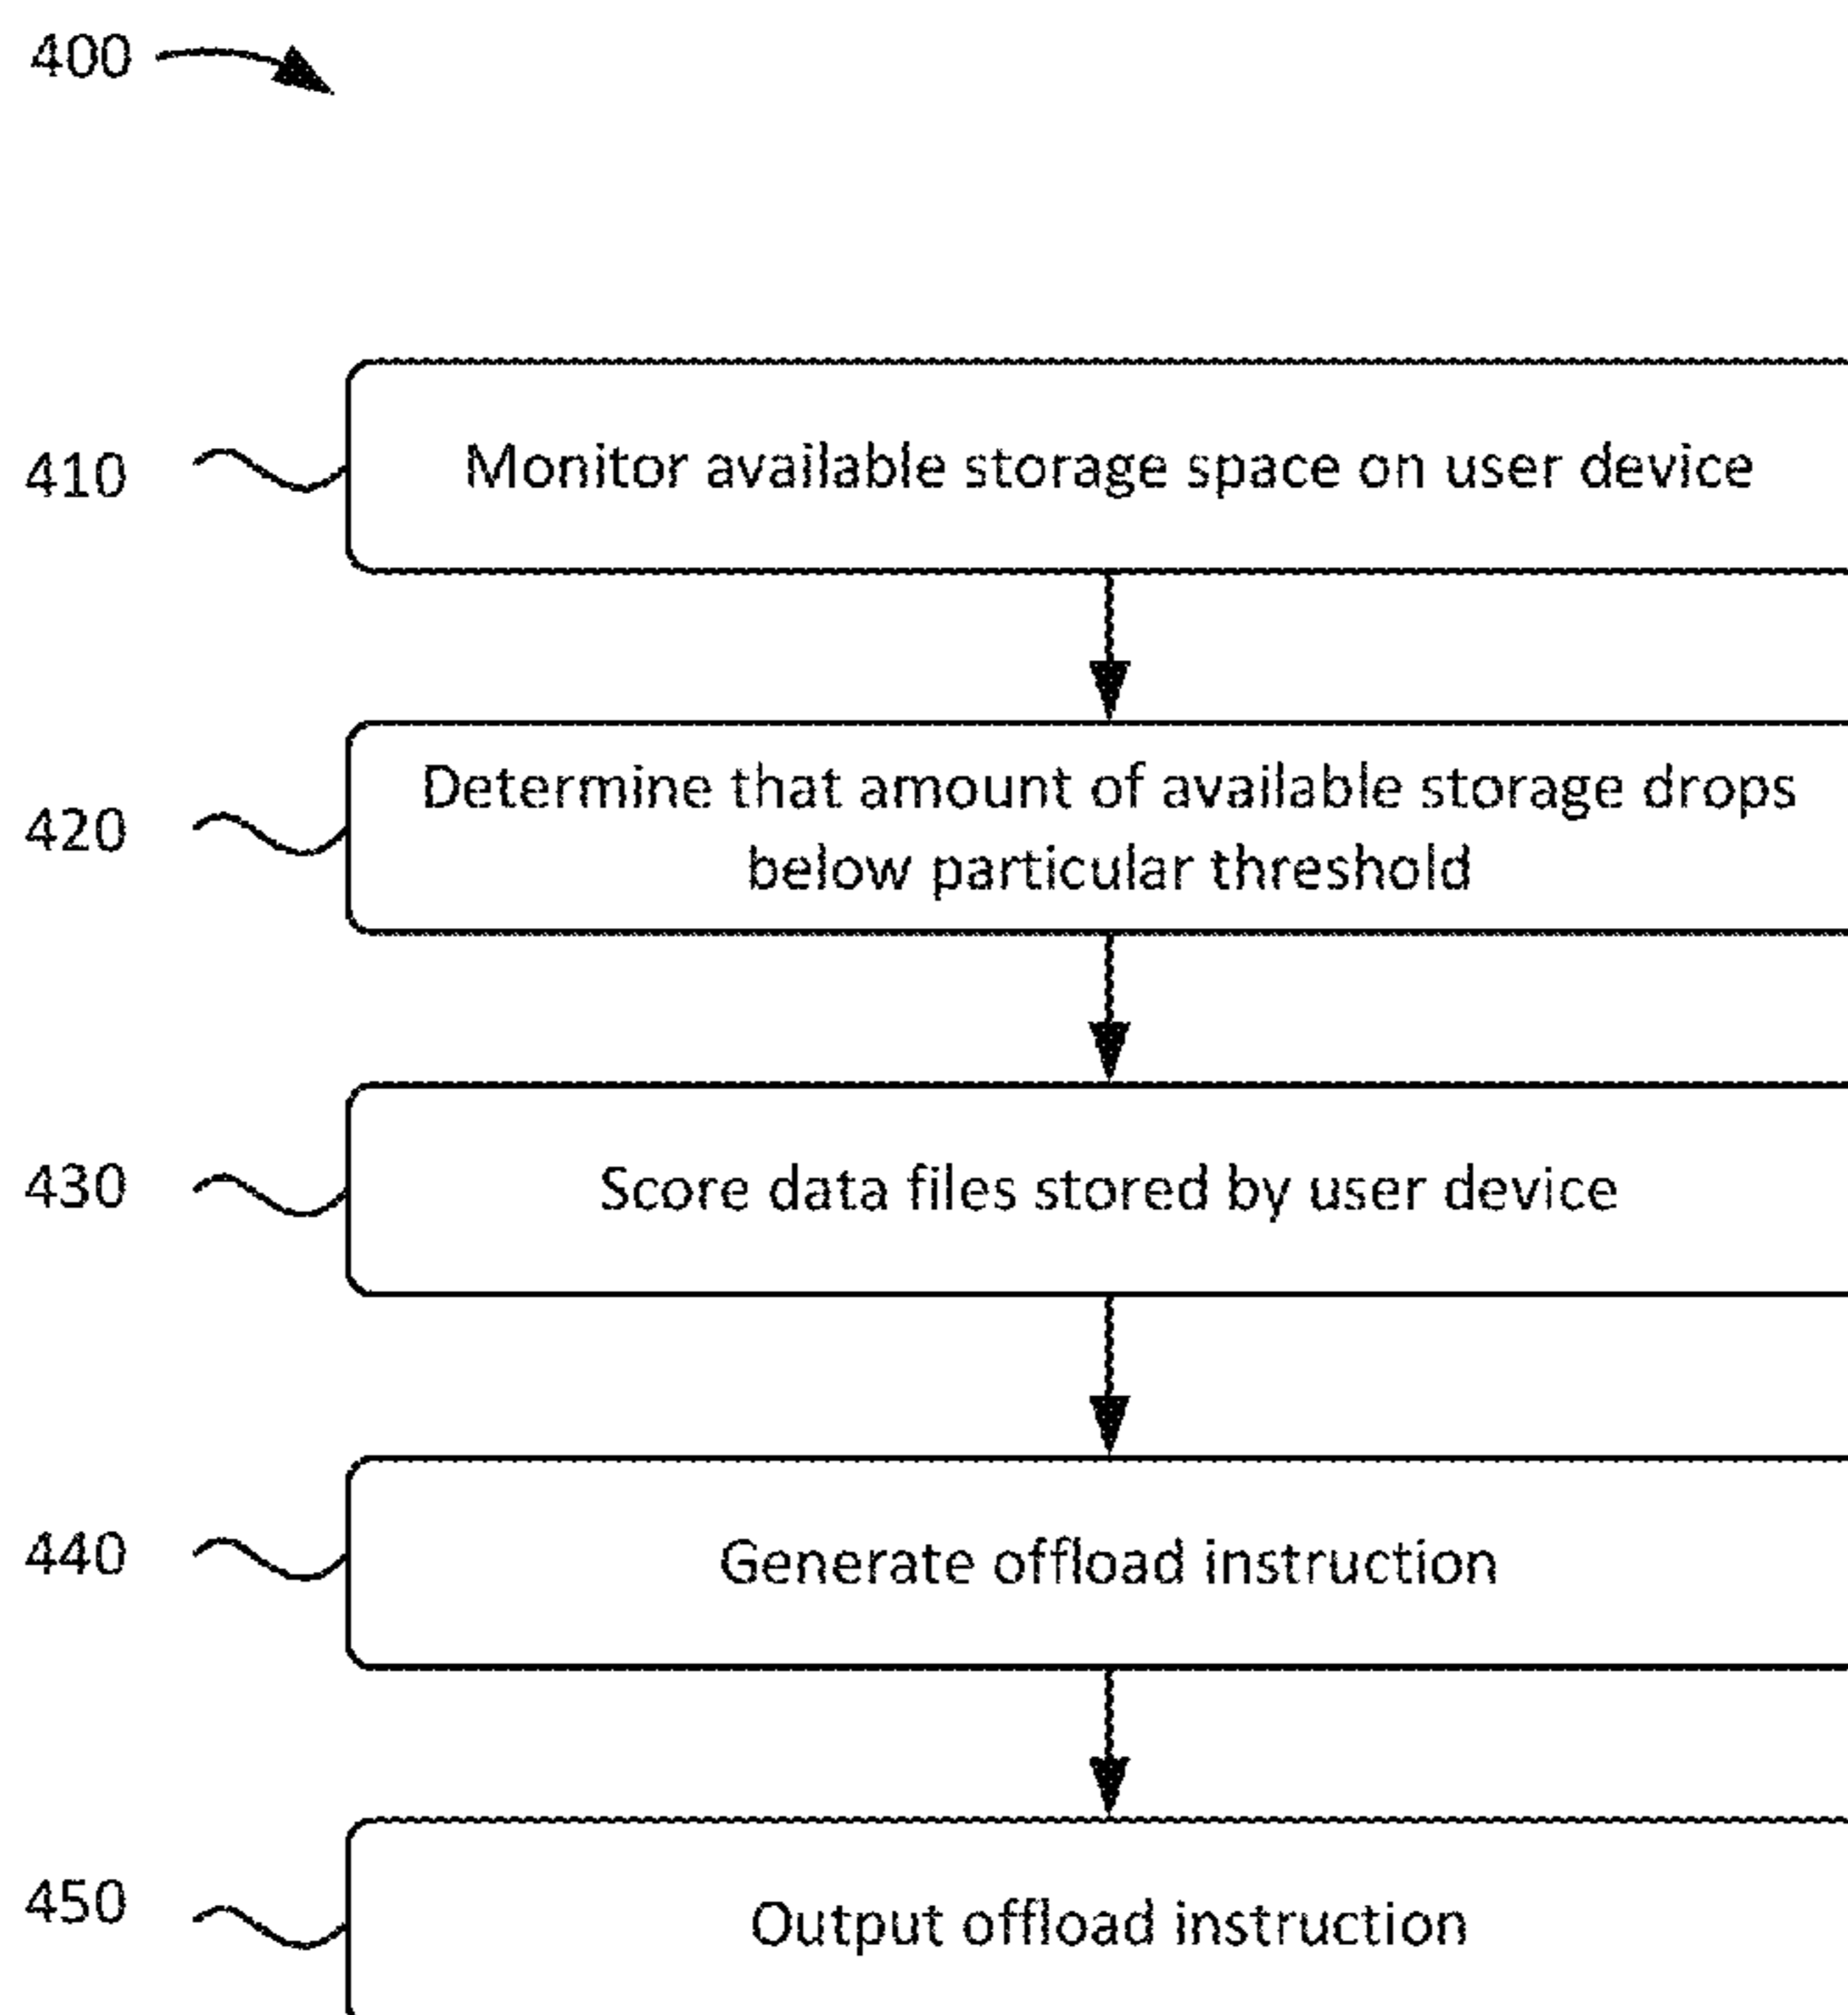 400
410
Monitor available storage space on user device
420
Determine that amount of available storage drops
below particular threshold
430
Score data files stored by user device
440
Generate offload instruction
450
Output offload instruction